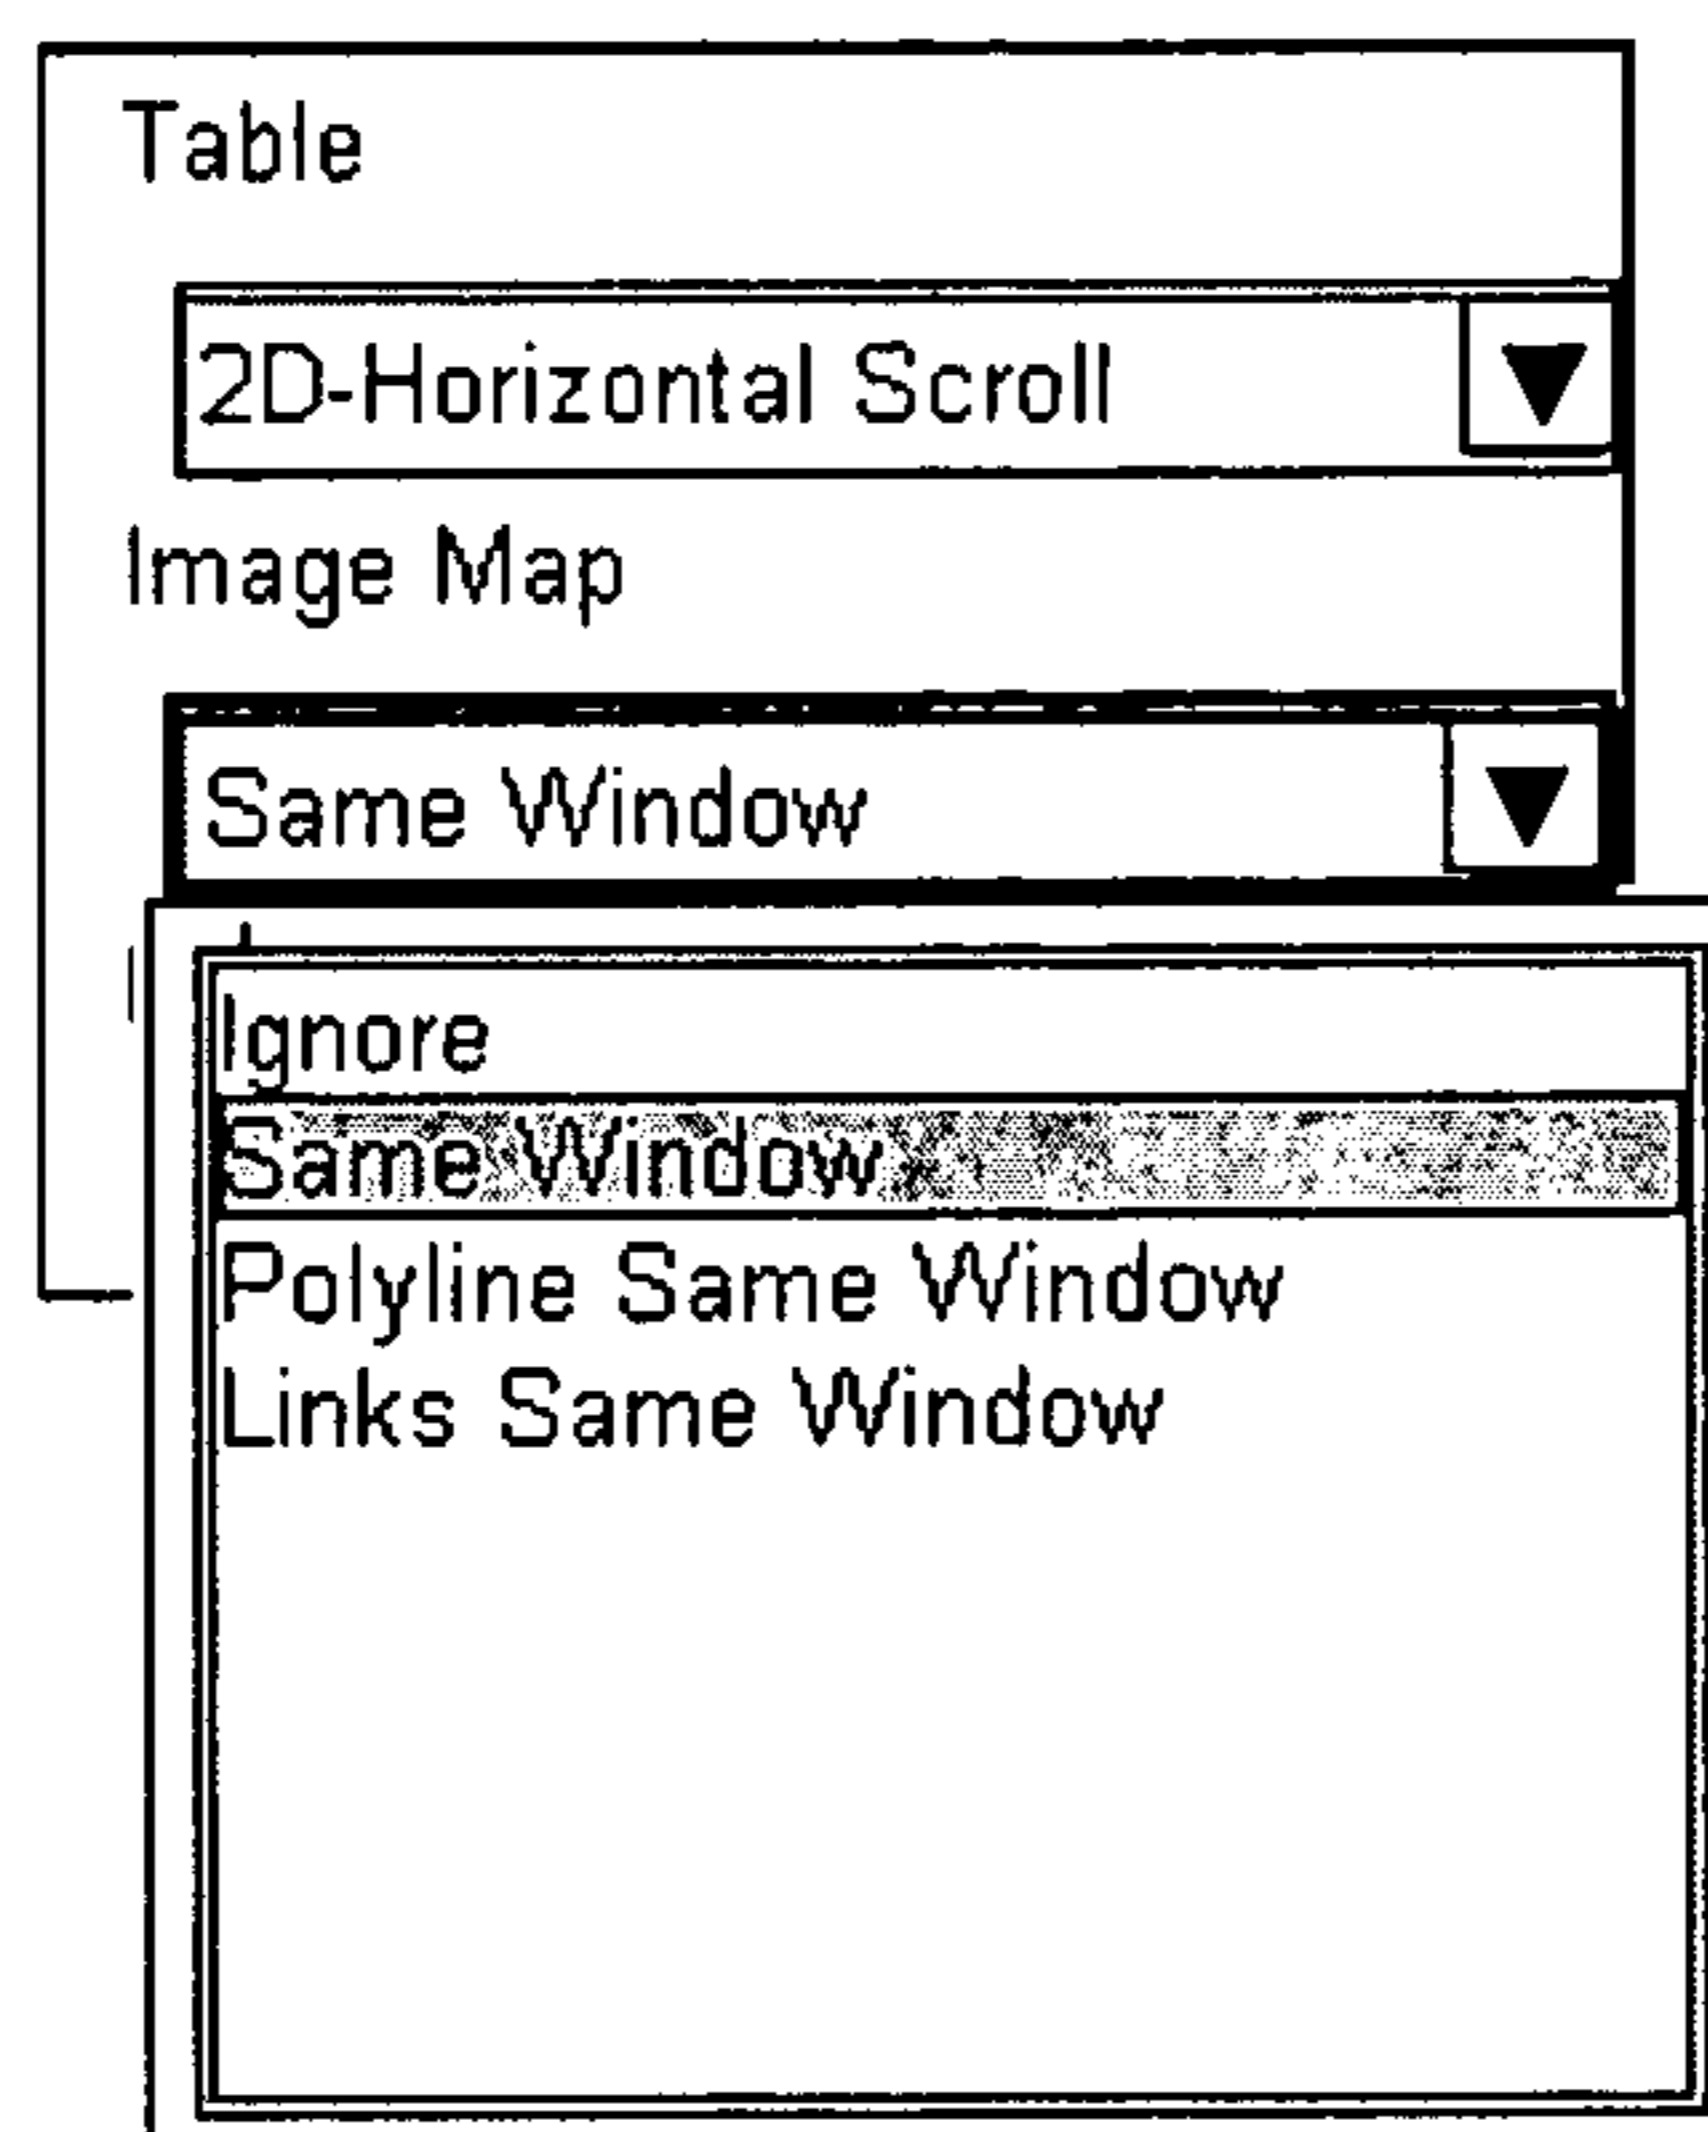 Table
2D-Horizontal Scroll
Image Map
Same Window
Ignore
Same Window
Polyline Same Window
Links Same Window